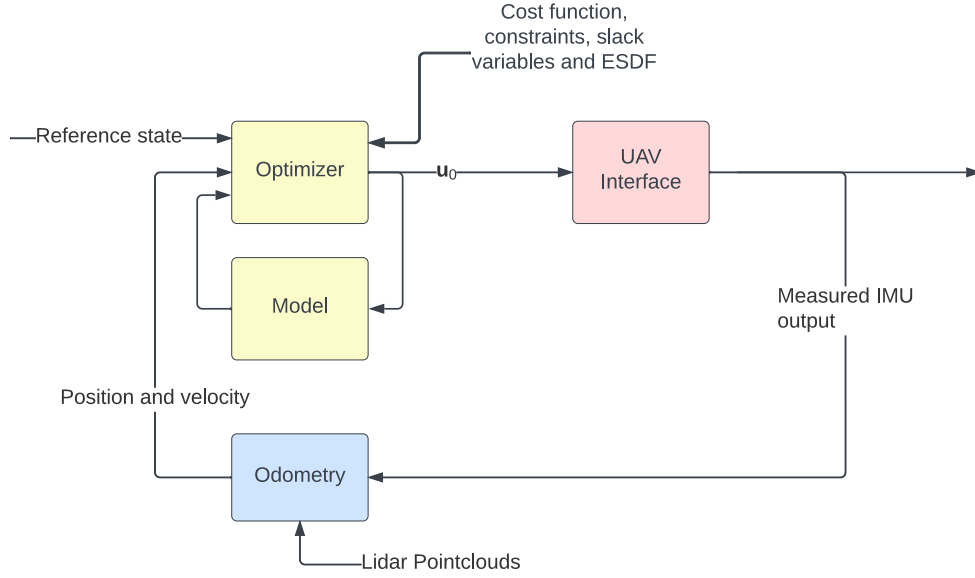 Cost function,
constraints, slack
variables and ESDF
Reference state
Optimizer
u₀
UAV
Interface
Model
Measured IMU
output
Position and velocity
Odometry
Lidar Pointclouds